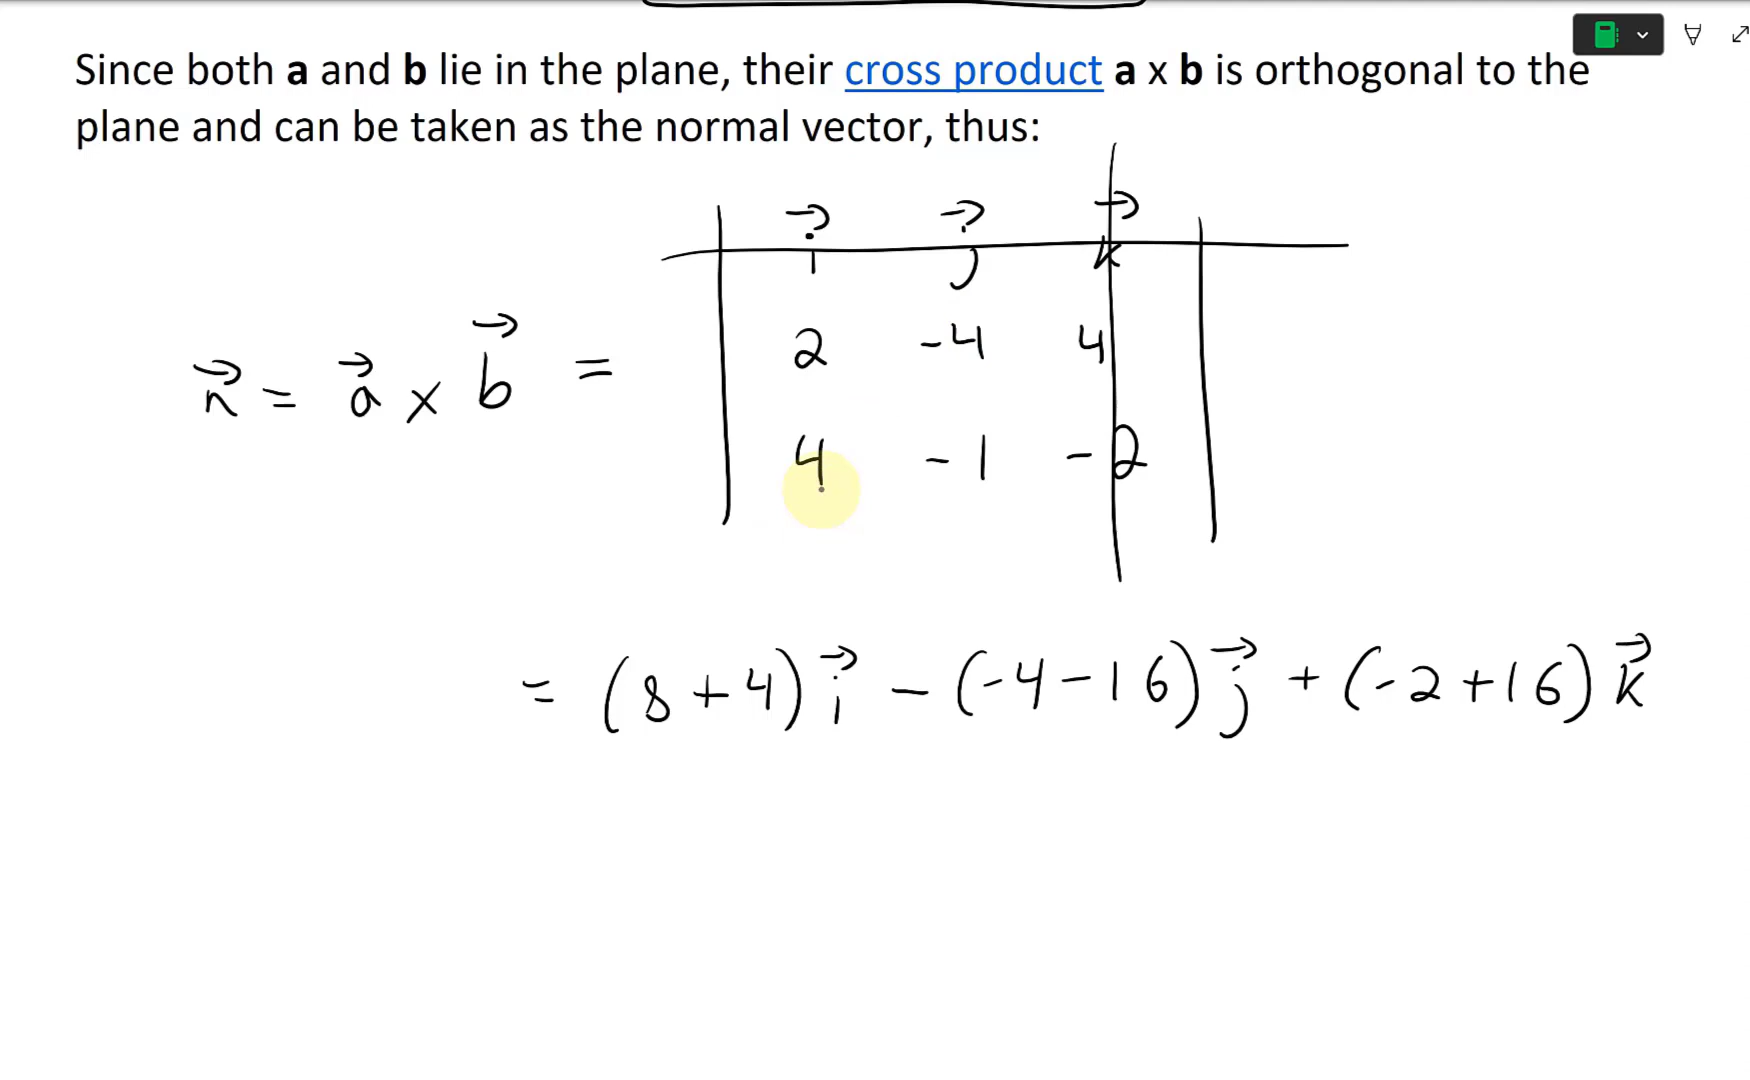 Since both a and b lie in the plane, their cross product a x b is orthogonal to the
plane and can be taken as the normal vector, thus:
i⃗ j⃗ k⃗
n⃗ = a⃗ × b⃗ = 2 -4 4
4 -1 -2
= (8+4) i⃗ - (-4-16) j⃗ + (-2+16) k⃗